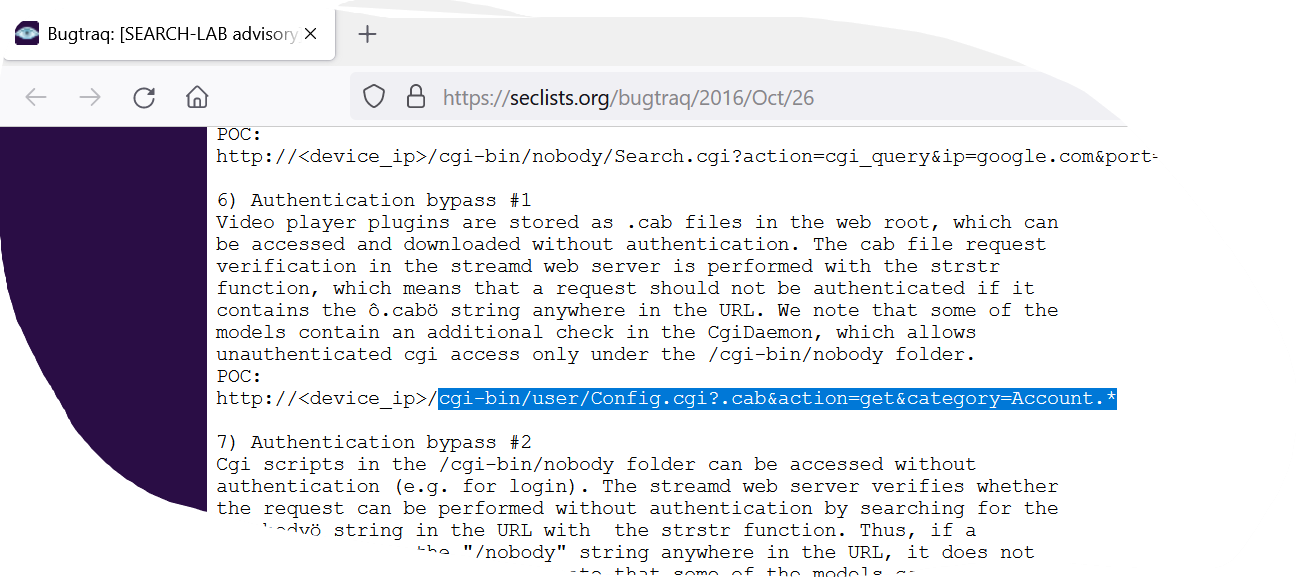 Bugtraq: [SEARCH-LAB advisory
https://seclists.org/bugtraq/2016/Oct/26
POC:
http://<device_ip>/cgi-bin/nobody/Search.cgi?action=cgi_query&ip=google.com&port
6) Authentication bypass #1
Video player plugins are stored as .cab files in the web root, which can
be accessed and downloaded without authentication. The cab file request
verification in the streamd web server is performed with the strstr
function, which means that a request should not be authenticated if it
contains the ô.cabö string anywhere in the URL. We note that some of the
models contain an additional check in the CgiDaemon, which allows
unauthenticated cgi access only under the /cgi-bin/nobody folder.
POC:
http://<device_ip>/cgi-bin/user/Config.cgi?.cab&action=get&category=Account.*
7) Authentication bypass #2
Cgi scripts in the /cgi-bin/nobody folder can be accessed without
authentication (e.g. for login). The streamd web server verifies whether
the request can be performed without authentication by searching for the
string in the URL with  the strstr function. Thus, if a
the "/nobody" string anywhere in the URL, it does not
that some of the models